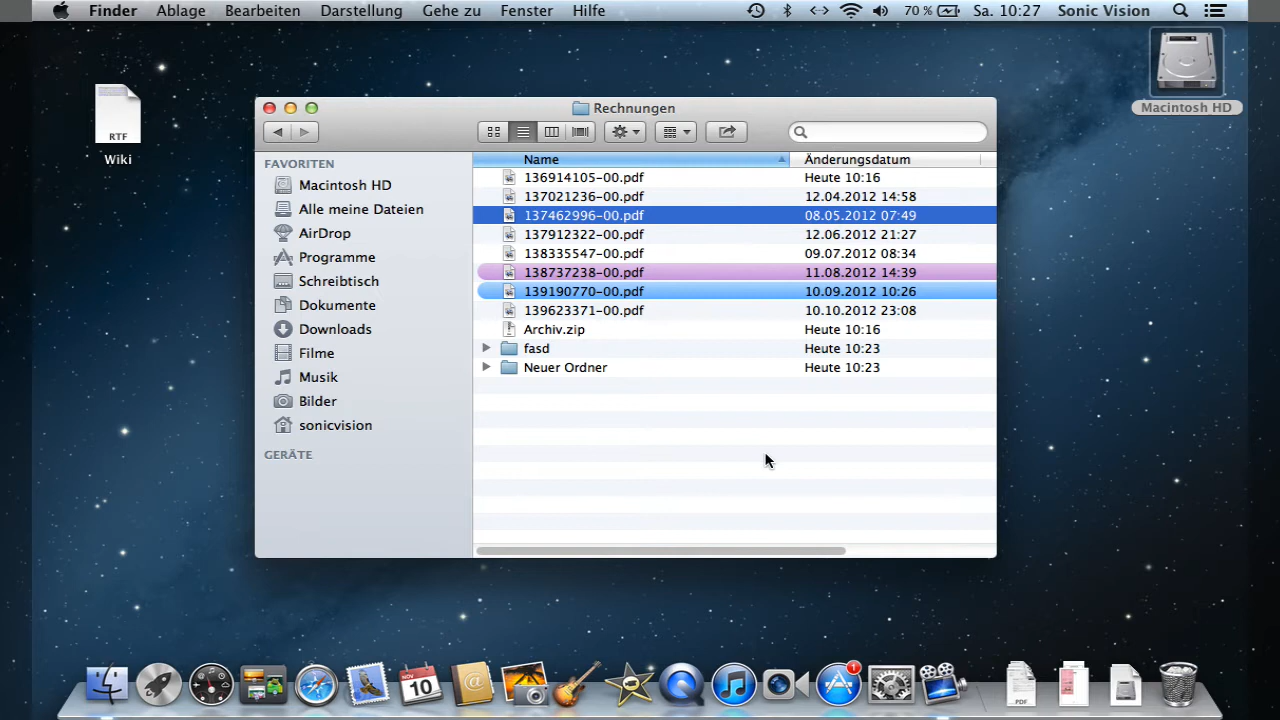 Finder Ablage Bearbeiten Darstellung Gehe zu Fenster Hilfe 70 % Sa. 10:27 Sonic Vision
Macintosh HD
RTF
Wiki
Rechnungen
FAVORITEN
Macintosh HD
Alle meine Dateien
AirDrop
Programme
Schreibtisch
Dokumente
Downloads
Filme
Musik
Bilder
sonicvision
GERÄTE
Name Änderungsdatum
136914105-00.pdf Heute 10:16
137021236-00.pdf 12.04.2012 14:58
137462996-00.pdf 08.05.2012 07:49
137912322-00.pdf 12.06.2012 21:27
138335547-00.pdf 09.07.2012 08:34
138737238-00.pdf 11.08.2012 14:39
139190770-00.pdf 10.09.2012 10:26
139623371-00.pdf 10.10.2012 23:08
Archiv.zip Heute 10:16
fasd Heute 10:23
Neuer Ordner Heute 10:23
NOV
10
@
1
PDF